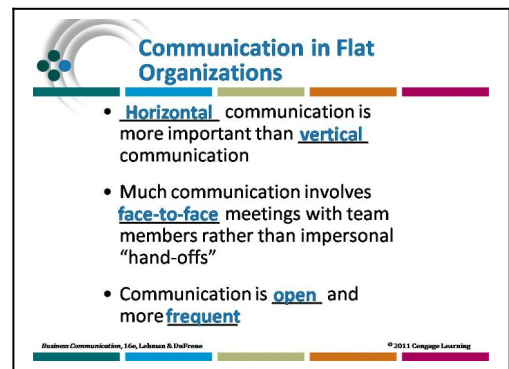 Communication in Flat
Organizations
• Horizontal communication is
more important than vertical
communication
• Much communication involves
face-to-face meetings with team
members rather than impersonal
“hand-offs”
• Communication is open and
more frequent
Business Communication, 16e, Lehman & DuFrene
© 2011 Cengage Learning